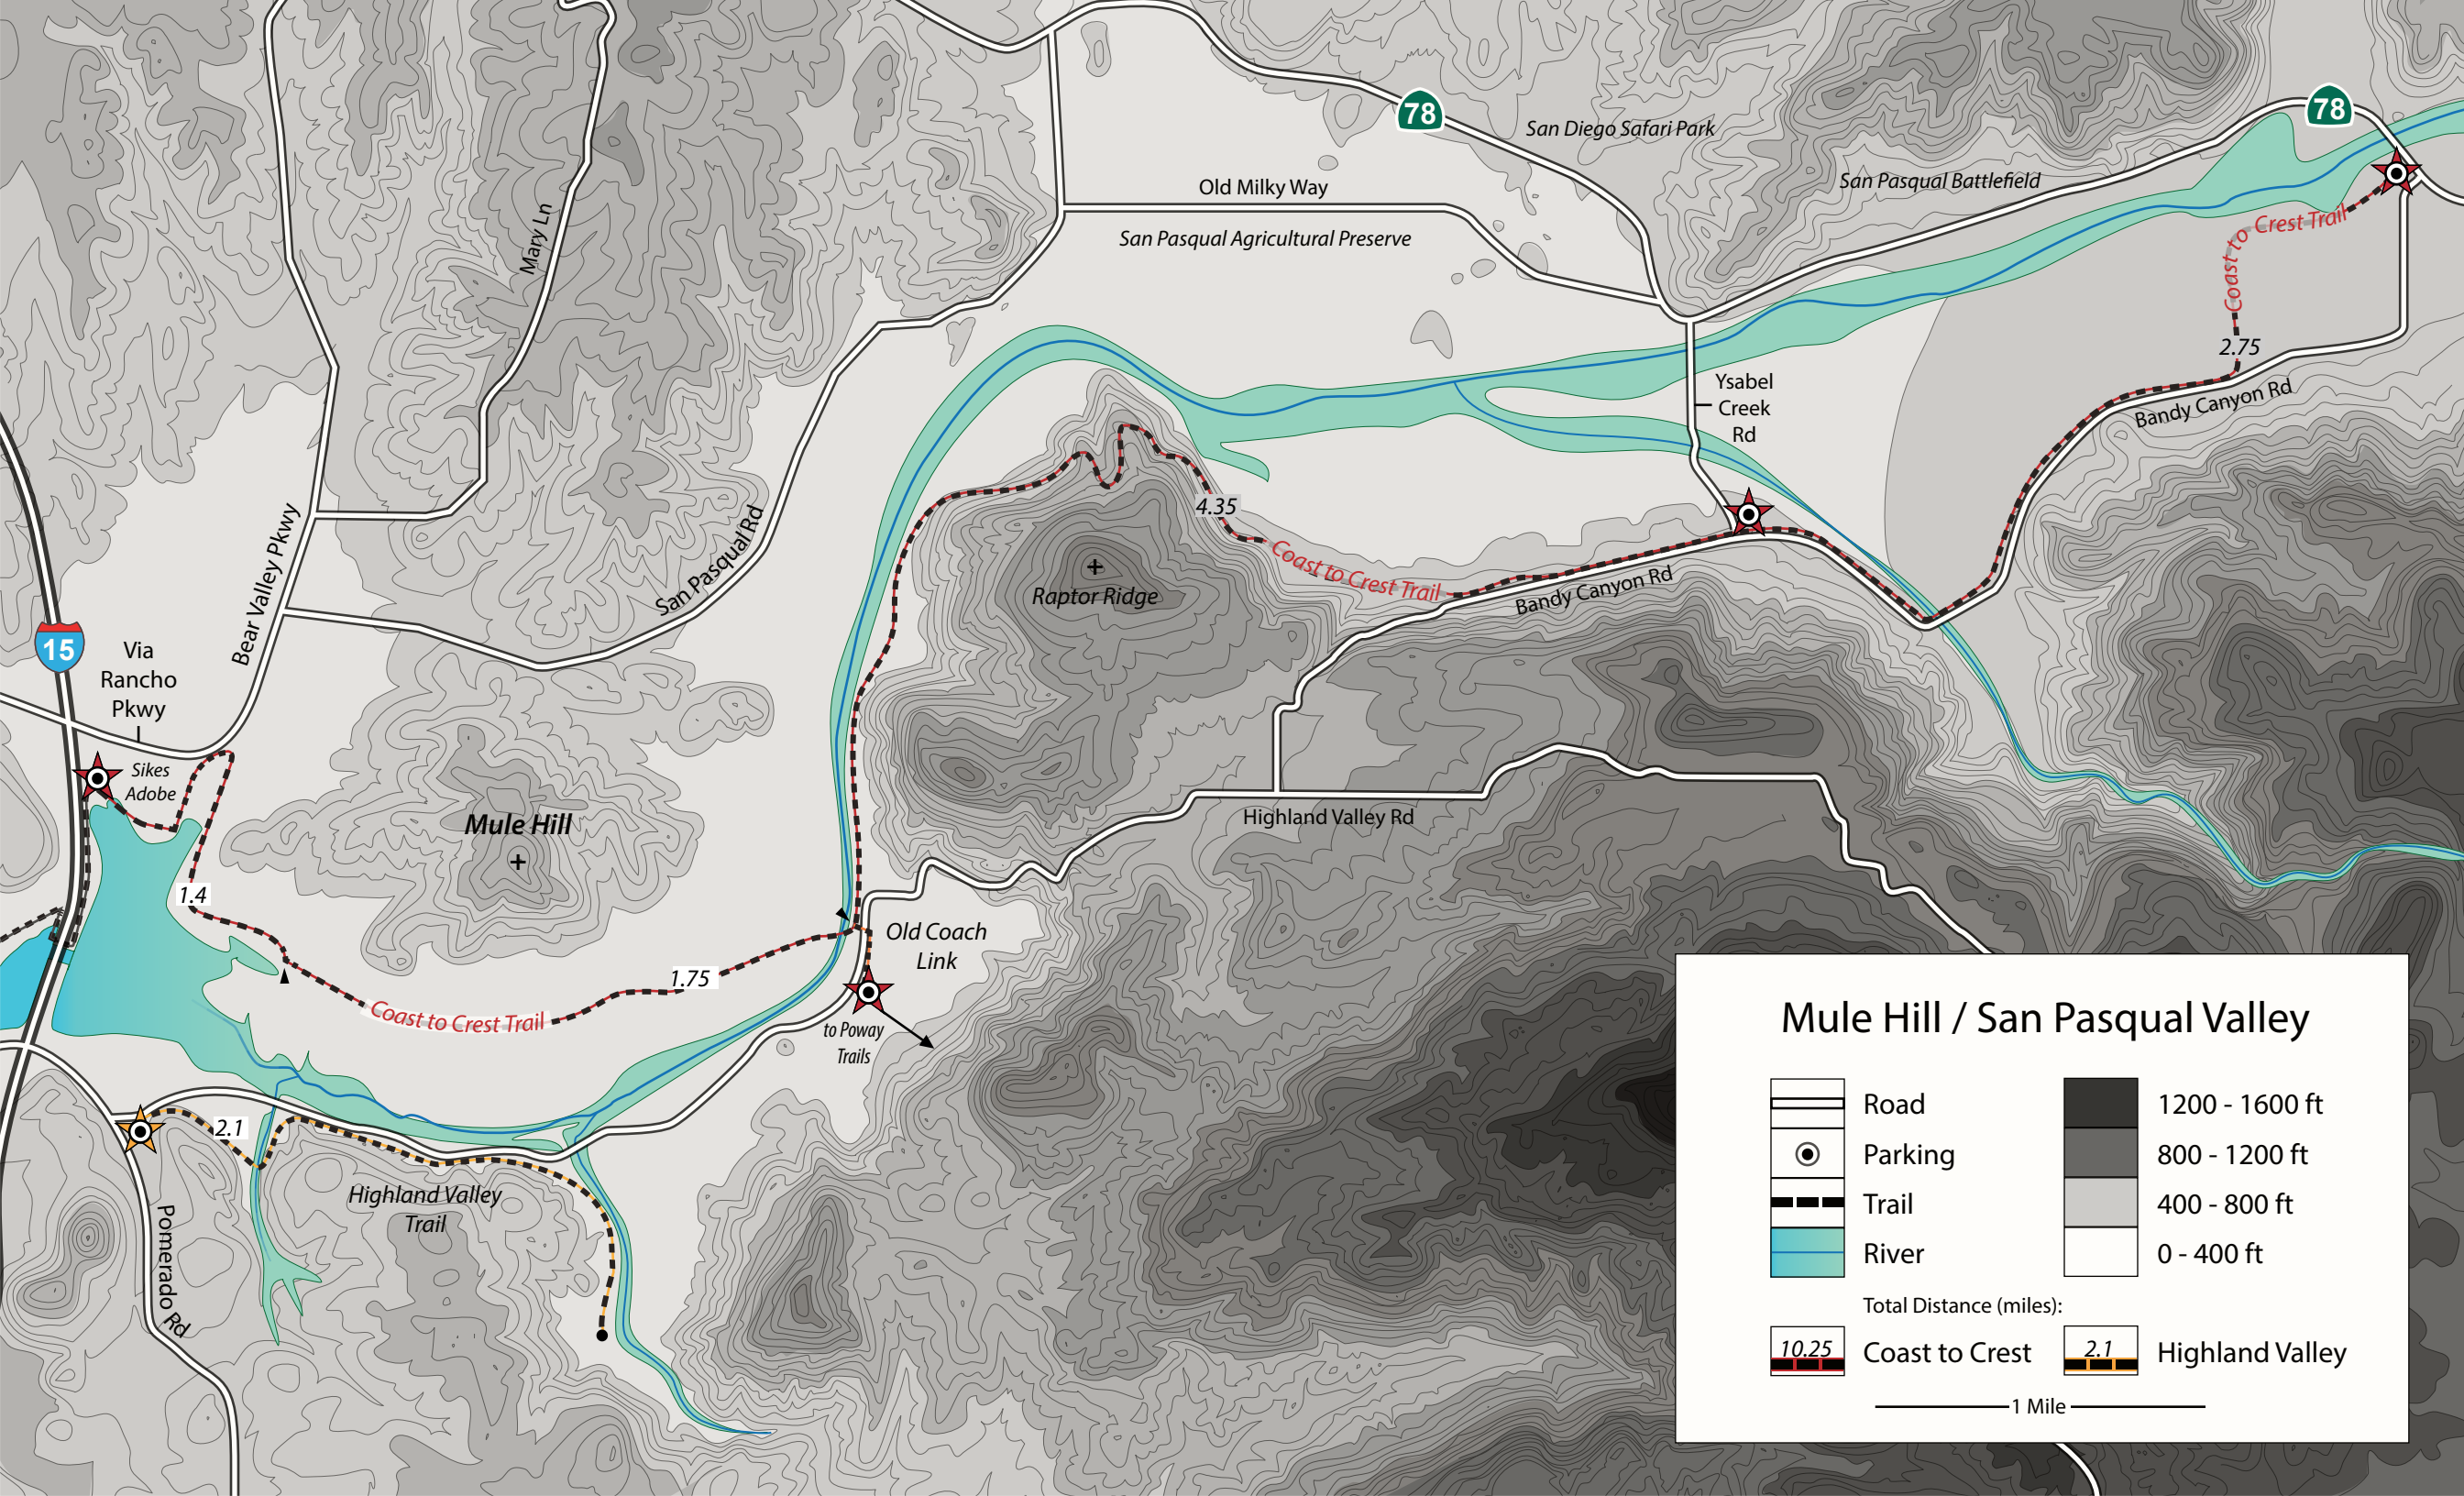 78
78
San Diego Safari Park
San Pasqual Battlefield
Old Milky Way
San Pasqual Agricultural Preserve
Mary Ln
Coast to Crest Trail
2.75
Ysabel
Creek
Rd
Bandy Canyon Rd
4.35
Coast to Crest Trail
Bandy Canyon Rd
Raptor Ridge
San Pasqual Rd
Bear Valley Pkwy
15
Via
Rancho
Pkwy
Sikes
Adobe
Mule Hill
Highland Valley Rd
1.4
Old Coach
Link
1.75
Coast to Crest Trail
to Poway
Trails
2.1
Highland Valley
Trail
Pomerado Rd
Mule Hill / San Pasqual Valley
Road
Parking
Trail
River
1200 - 1600 ft
800 - 1200 ft
400 - 800 ft
0 - 400 ft
Total Distance (miles):
10.25 Coast to Crest
2.1 Highland Valley
1 Mile